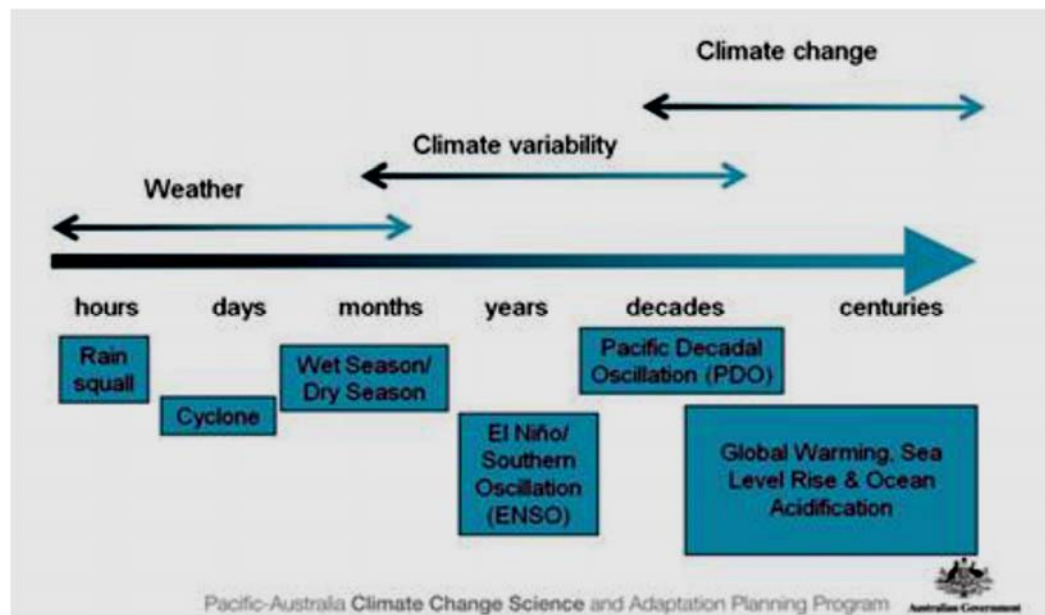 Climate change
Climate variability
Weather
hours days months years decades centuries
Rain
squall
Cyclone
Wet Season/
Dry Season
El Niño/
Southern
Oscillation
(ENSO)
Pacific Decadal
Oscillation (PDO)
Global Warming, Sea
Level Rise & Ocean
Acidification
Pacific-Australia Climate Change Science and Adaptation Planning Program
Australian Government